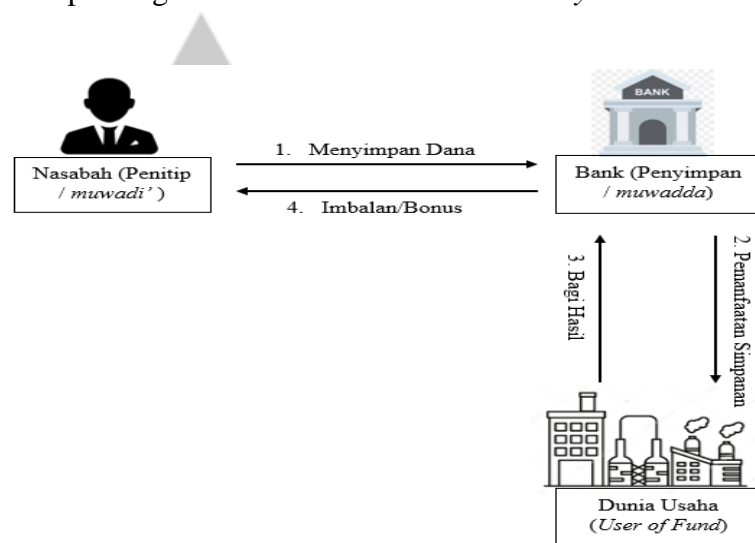 1. Menyimpan Dana
BANK
Nasabah (Penitip
/ muwadi’ )
Bank (Penyimpan
/ muwadda)
4. Imbalan/Bonus
3. Bagi Hasil
2. Pemanfaatan Simpanan
Dunia Usaha
(User of Fund)